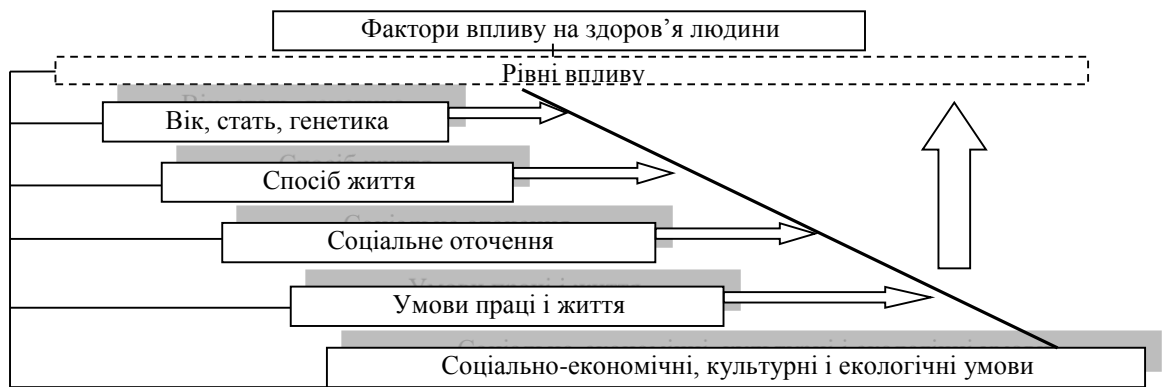 Фактори впливу на здоров’я людини
Рівні впливу
Вік, стать, генетика
Спосіб життя
Соціальне оточення
Умови праці і життя
Соціально-економічні, культурні і екологічні умови